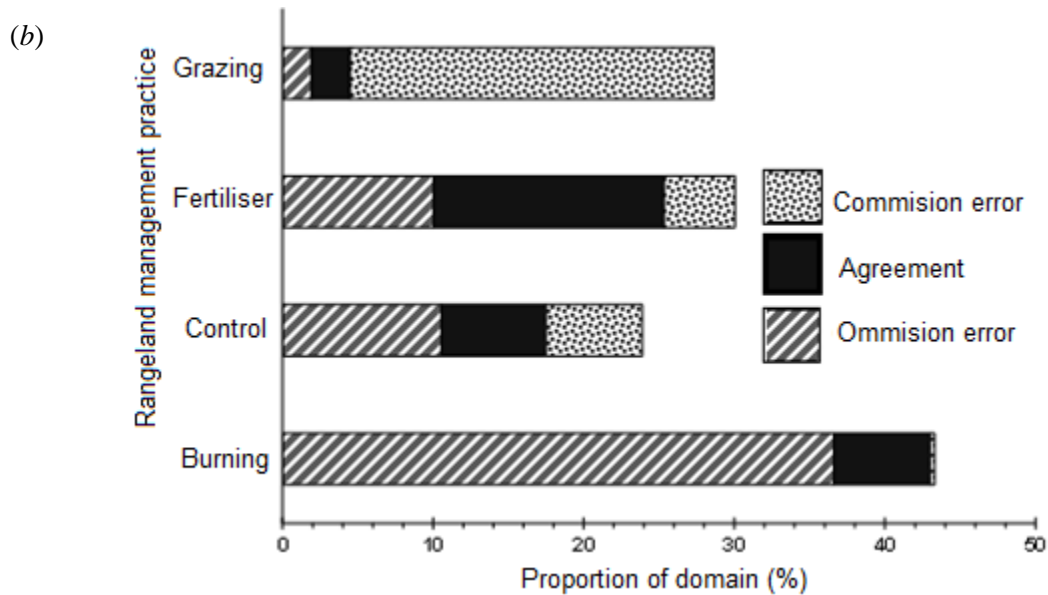 (b)
Rangeland management practice
Grazing
Fertiliser
Control
Burning
Commision error
Agreement
Ommision error
0 10 20 30 40 50
Proportion of domain (%)